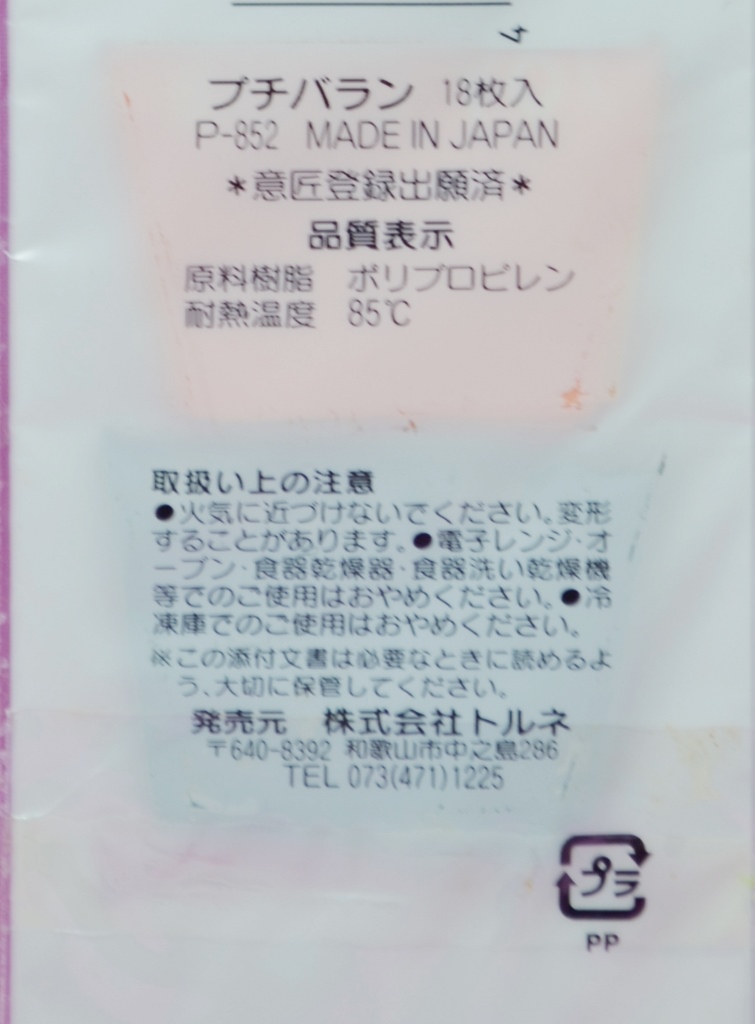 プチバラン 18枚入
P-852 MADE IN JAPAN
*意匠登録出願済*
品質表示
原料樹脂 ポリプロピレン
耐熱温度 85℃
取扱い上の注意
●火気に近づけないでください。変形
することがあります。●電子レンジ・オ
ーブン・食器乾燥器・食器洗い乾燥機
等でのご使用はおやめください。●冷
凍庫でのご使用はおやめください。
※この添付文書は必要なときに読めるよ
う、大切に保管してください。
発売元 株式会社トルネ
〒640-8392 和歌山市中之島286
TEL 073(471)1225
プラ
PP